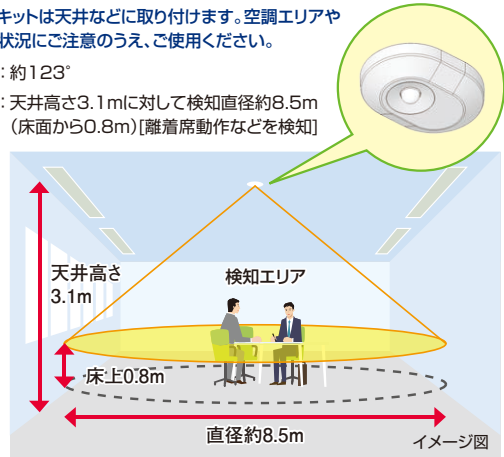 キットは天井などに取り付けます。空調エリアや
状況にご注意のうえ、ご使用ください。
：約123°
：天井高さ3.1mに対して検知直径約8.5m
（床面から0.8m）[離着席動作などを検知]
天井高さ
3.1m
検知エリア
床上0.8m
直径約8.5m
イメージ図